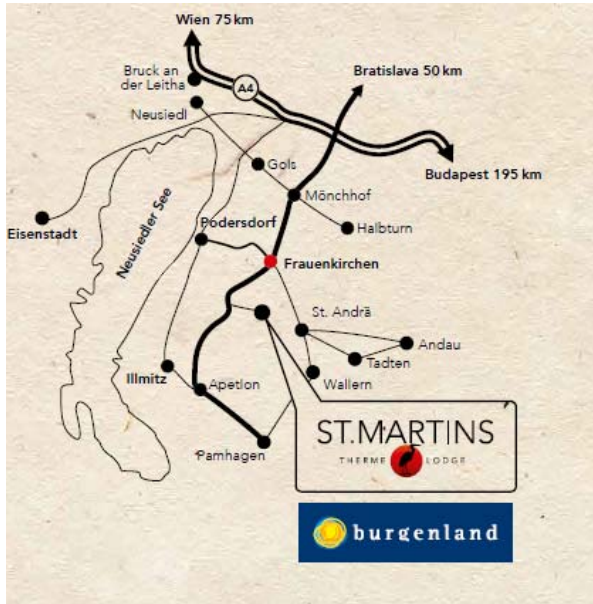 Wien 75 km
Bratislava 50 km
Bruck an
der Leitha
A4
Neusiedl
Gols
Budapest 195 km
Mönchhof
Neusiedler See
Podersdorf
Halbturn
Eisenstadt
Frauenkirchen
St. Andrä
Andau
Tadten
Illmitz
Apetlon
Wallern
Pamhagen
ST.MARTINS
THERME LODGE
burgenland